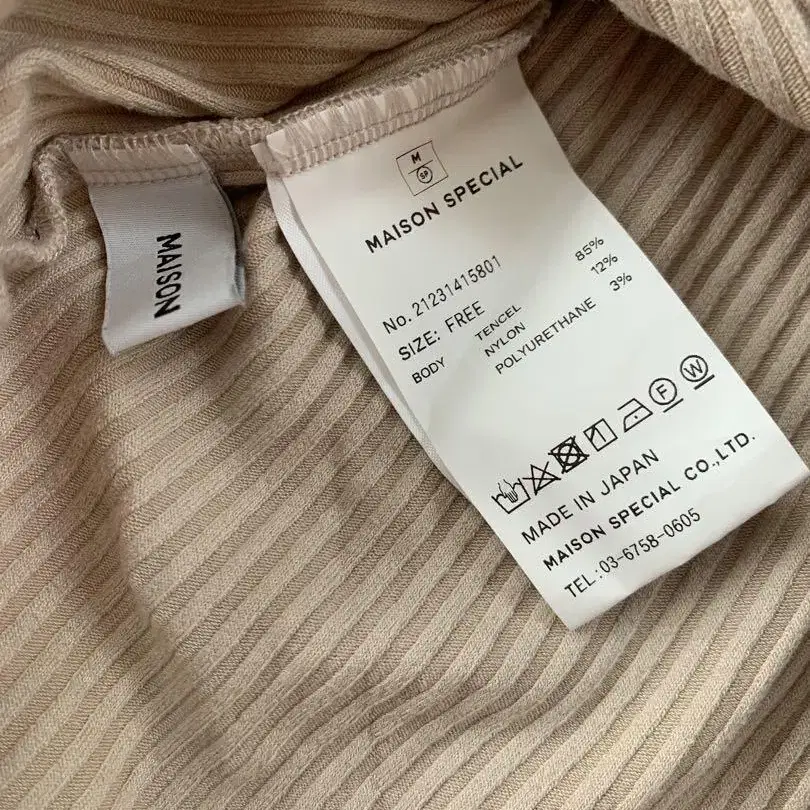 MAISON
M
SP
MAISON SPECIAL
No. 21231415801
SIZE: FREE
BODY TENCEL 85%
NYLON 12%
POLYURETHANE 3%
F W
MADE IN JAPAN
MAISON SPECIAL CO.,LTD.
TEL:03-6758-0605